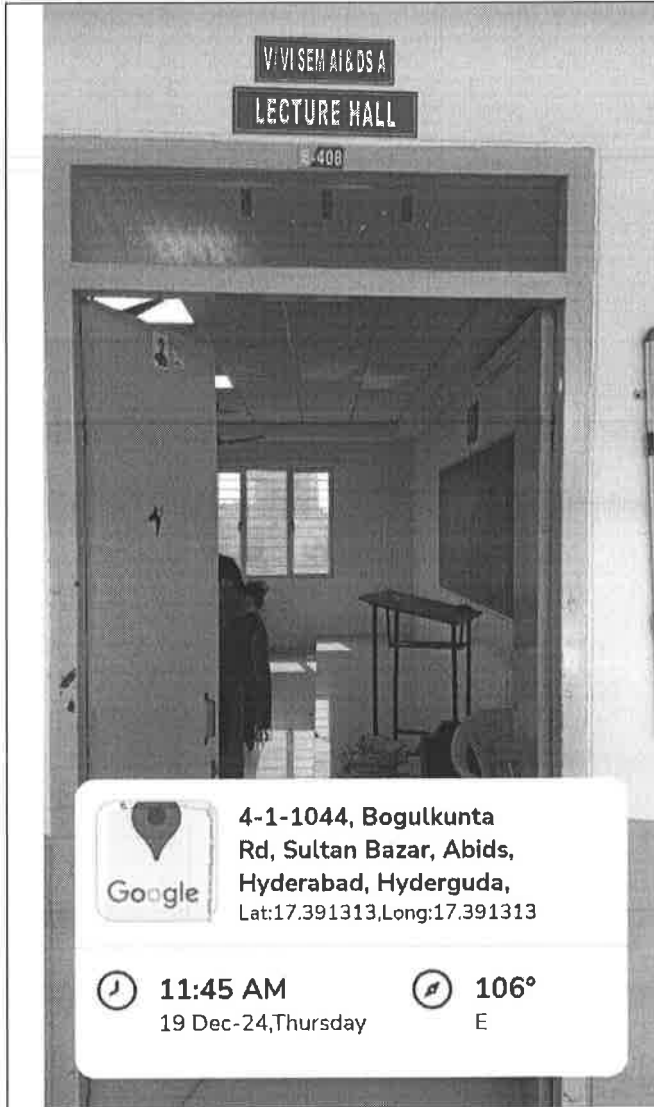 V/VI SEM AI & DS A
LECTURE HALL
-408
Google
4-1-1044, Bogulkunta
Rd, Sultan Bazar, Abids,
Hyderabad, Hyderguda,
Lat:17.391313,Long:17.391313
11:45 AM
19 Dec-24,Thursday
106°
E